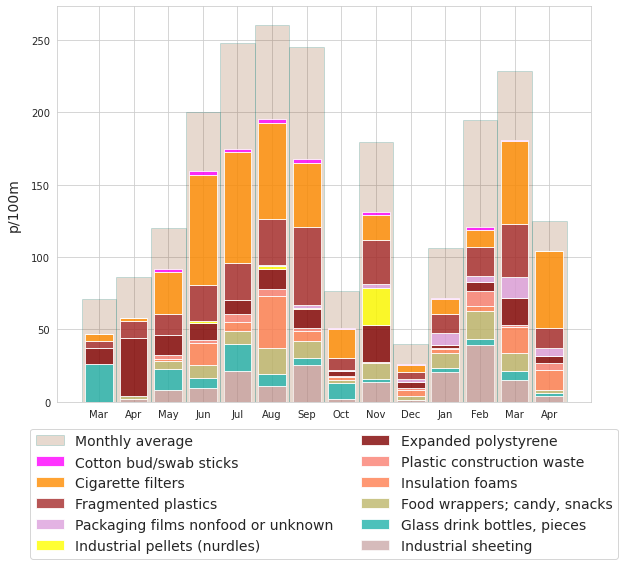 250
200
150
100
50
0
p/100m
Mar Apr May Jun Jul Aug Sep Oct Nov Dec Jan Feb Mar Apr
Monthly average
Cotton bud/swab sticks
Cigarette filters
Fragmented plastics
Packaging films nonfood or unknown
Industrial pellets (nurdles)
Expanded polystyrene
Plastic construction waste
Insulation foams
Food wrappers; candy, snacks
Glass drink bottles, pieces
Industrial sheeting